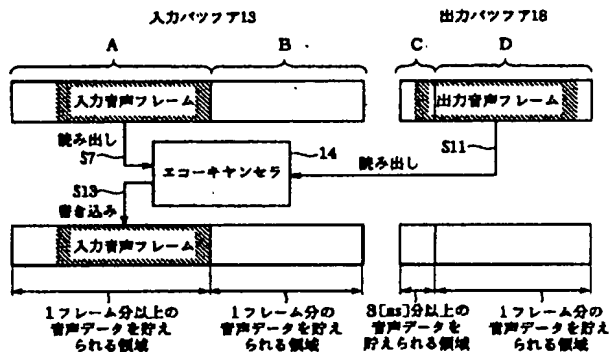 入力バツフア13
出力バツフア18
A
B
C
D
入力音声フレーム
出力音声フレーム
読み出し
S7
14
S11
エコーキヤンセラ
読み出し
S13
書き込み
入力音声フレーム
1フレーム分以上の
音声データを貯え
られる領域
1フレーム分の
音声データを貯え
られる領域
8[ms]分以上の
音声データを
貯えられる領域
1フレーム分の
音声データを貯え
られる領域